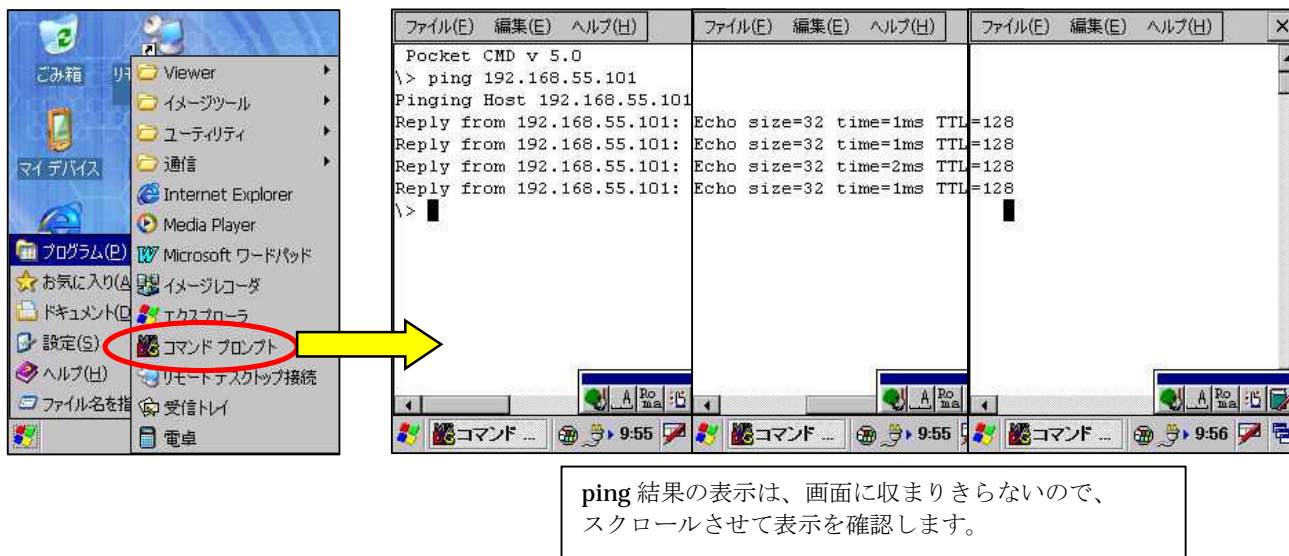 ごみ箱
マイ デバイス
プログラム(P)
お気に入り(A
ドキュメント(D
設定(S)
ヘルプ(H)
ファイル名を指
Viewer
イメージツール
ユーティリティ
通信
Internet Explorer
Media Player
Microsoft ワードパッド
イメージレコーダ
エクスプローラ
コマンド プロンプト
リモートデスクトップ接続
受信トレイ
電卓
ファイル(F) 編集(E) ヘルプ(H)
Pocket CMD v 5.0
\> ping 192.168.55.101
Pinging Host 192.168.55.101
Reply from 192.168.55.101: Echo size=32 time=1ms TTL=128
Reply from 192.168.55.101: Echo size=32 time=1ms TTL=128
Reply from 192.168.55.101: Echo size=32 time=2ms TTL=128
Reply from 192.168.55.101: Echo size=32 time=1ms TTL=128
\>
A Roma
コマンド ... 9:55
ファイル(F) 編集(E) ヘルプ(H)
A Roma
コマンド ... 9:55
ファイル(F) 編集(E) ヘルプ(H)
A Roma
コマンド ... 9:56
ping 結果の表示は、画面に収まりきらないので、
スクロールさせて表示を確認します。